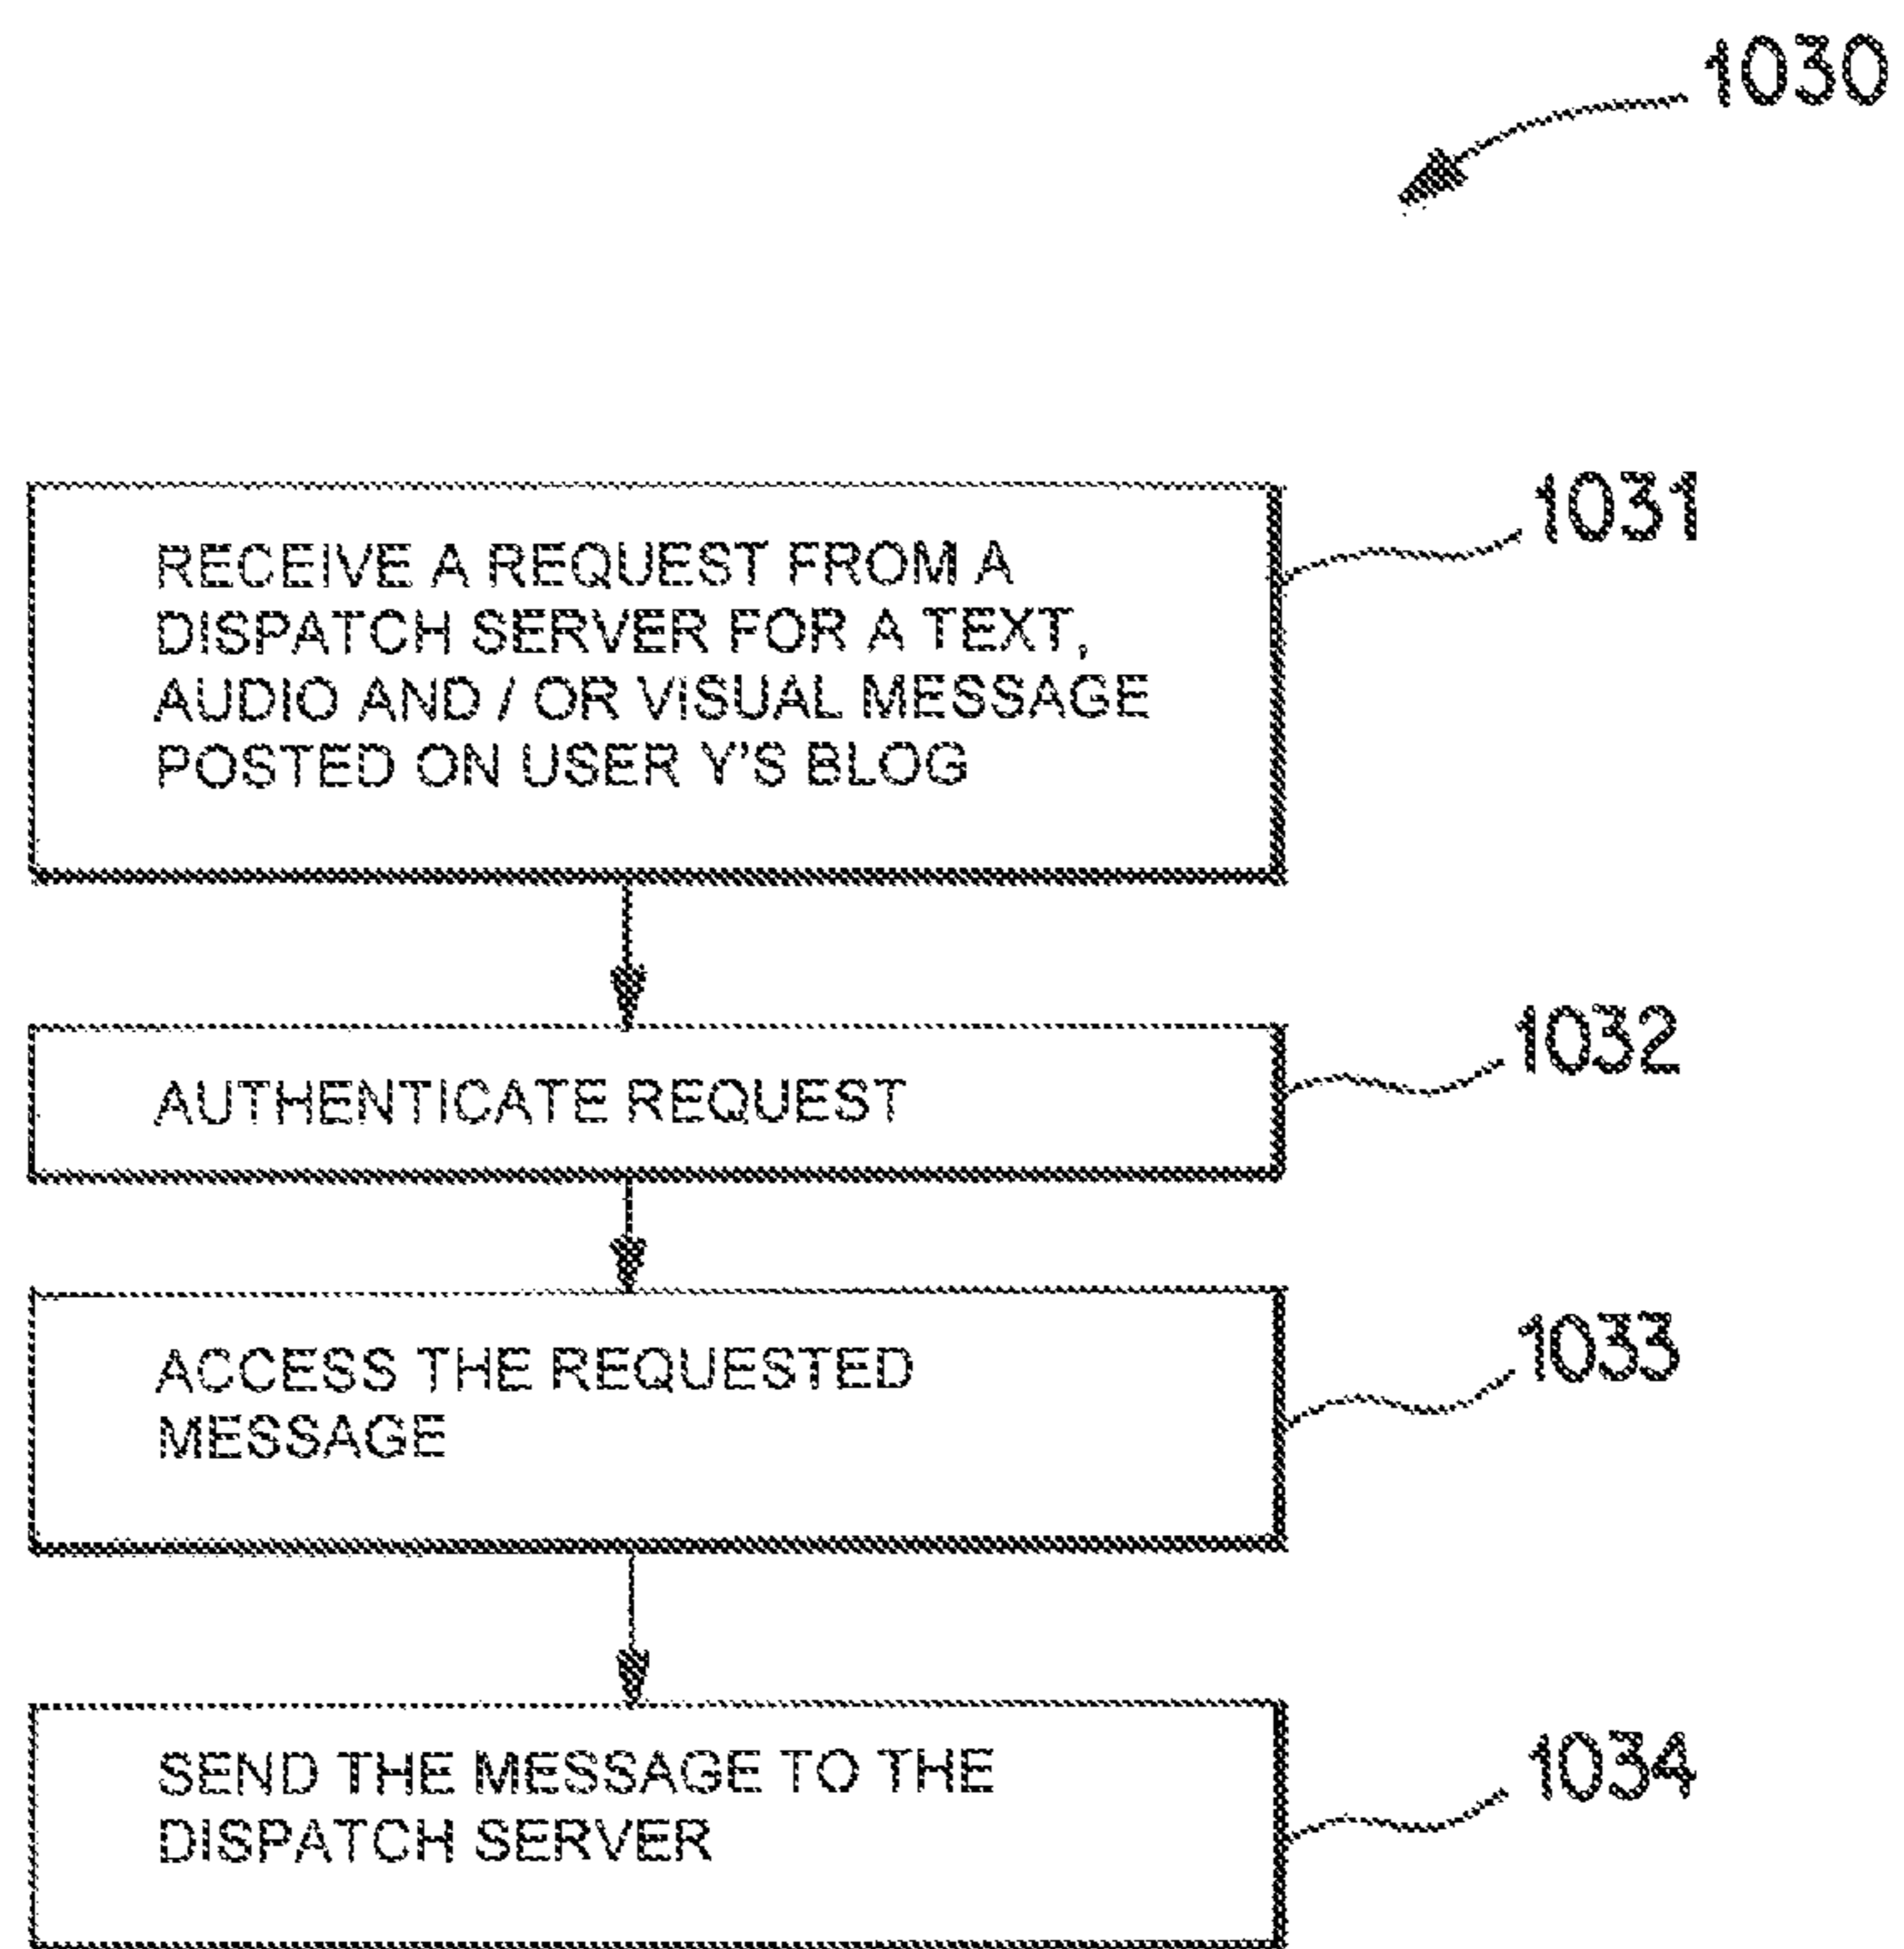 1030
1031
RECEIVE A REQUEST FROM A
DISPATCH SERVER FOR A TEXT,
AUDIO AND / OR VISUAL MESSAGE
POSTED ON USER Y'S BLOG
1032
AUTHENTICATE REQUEST
1033
ACCESS THE REQUESTED
MESSAGE
1034
SEND THE MESSAGE TO THE
DISPATCH SERVER